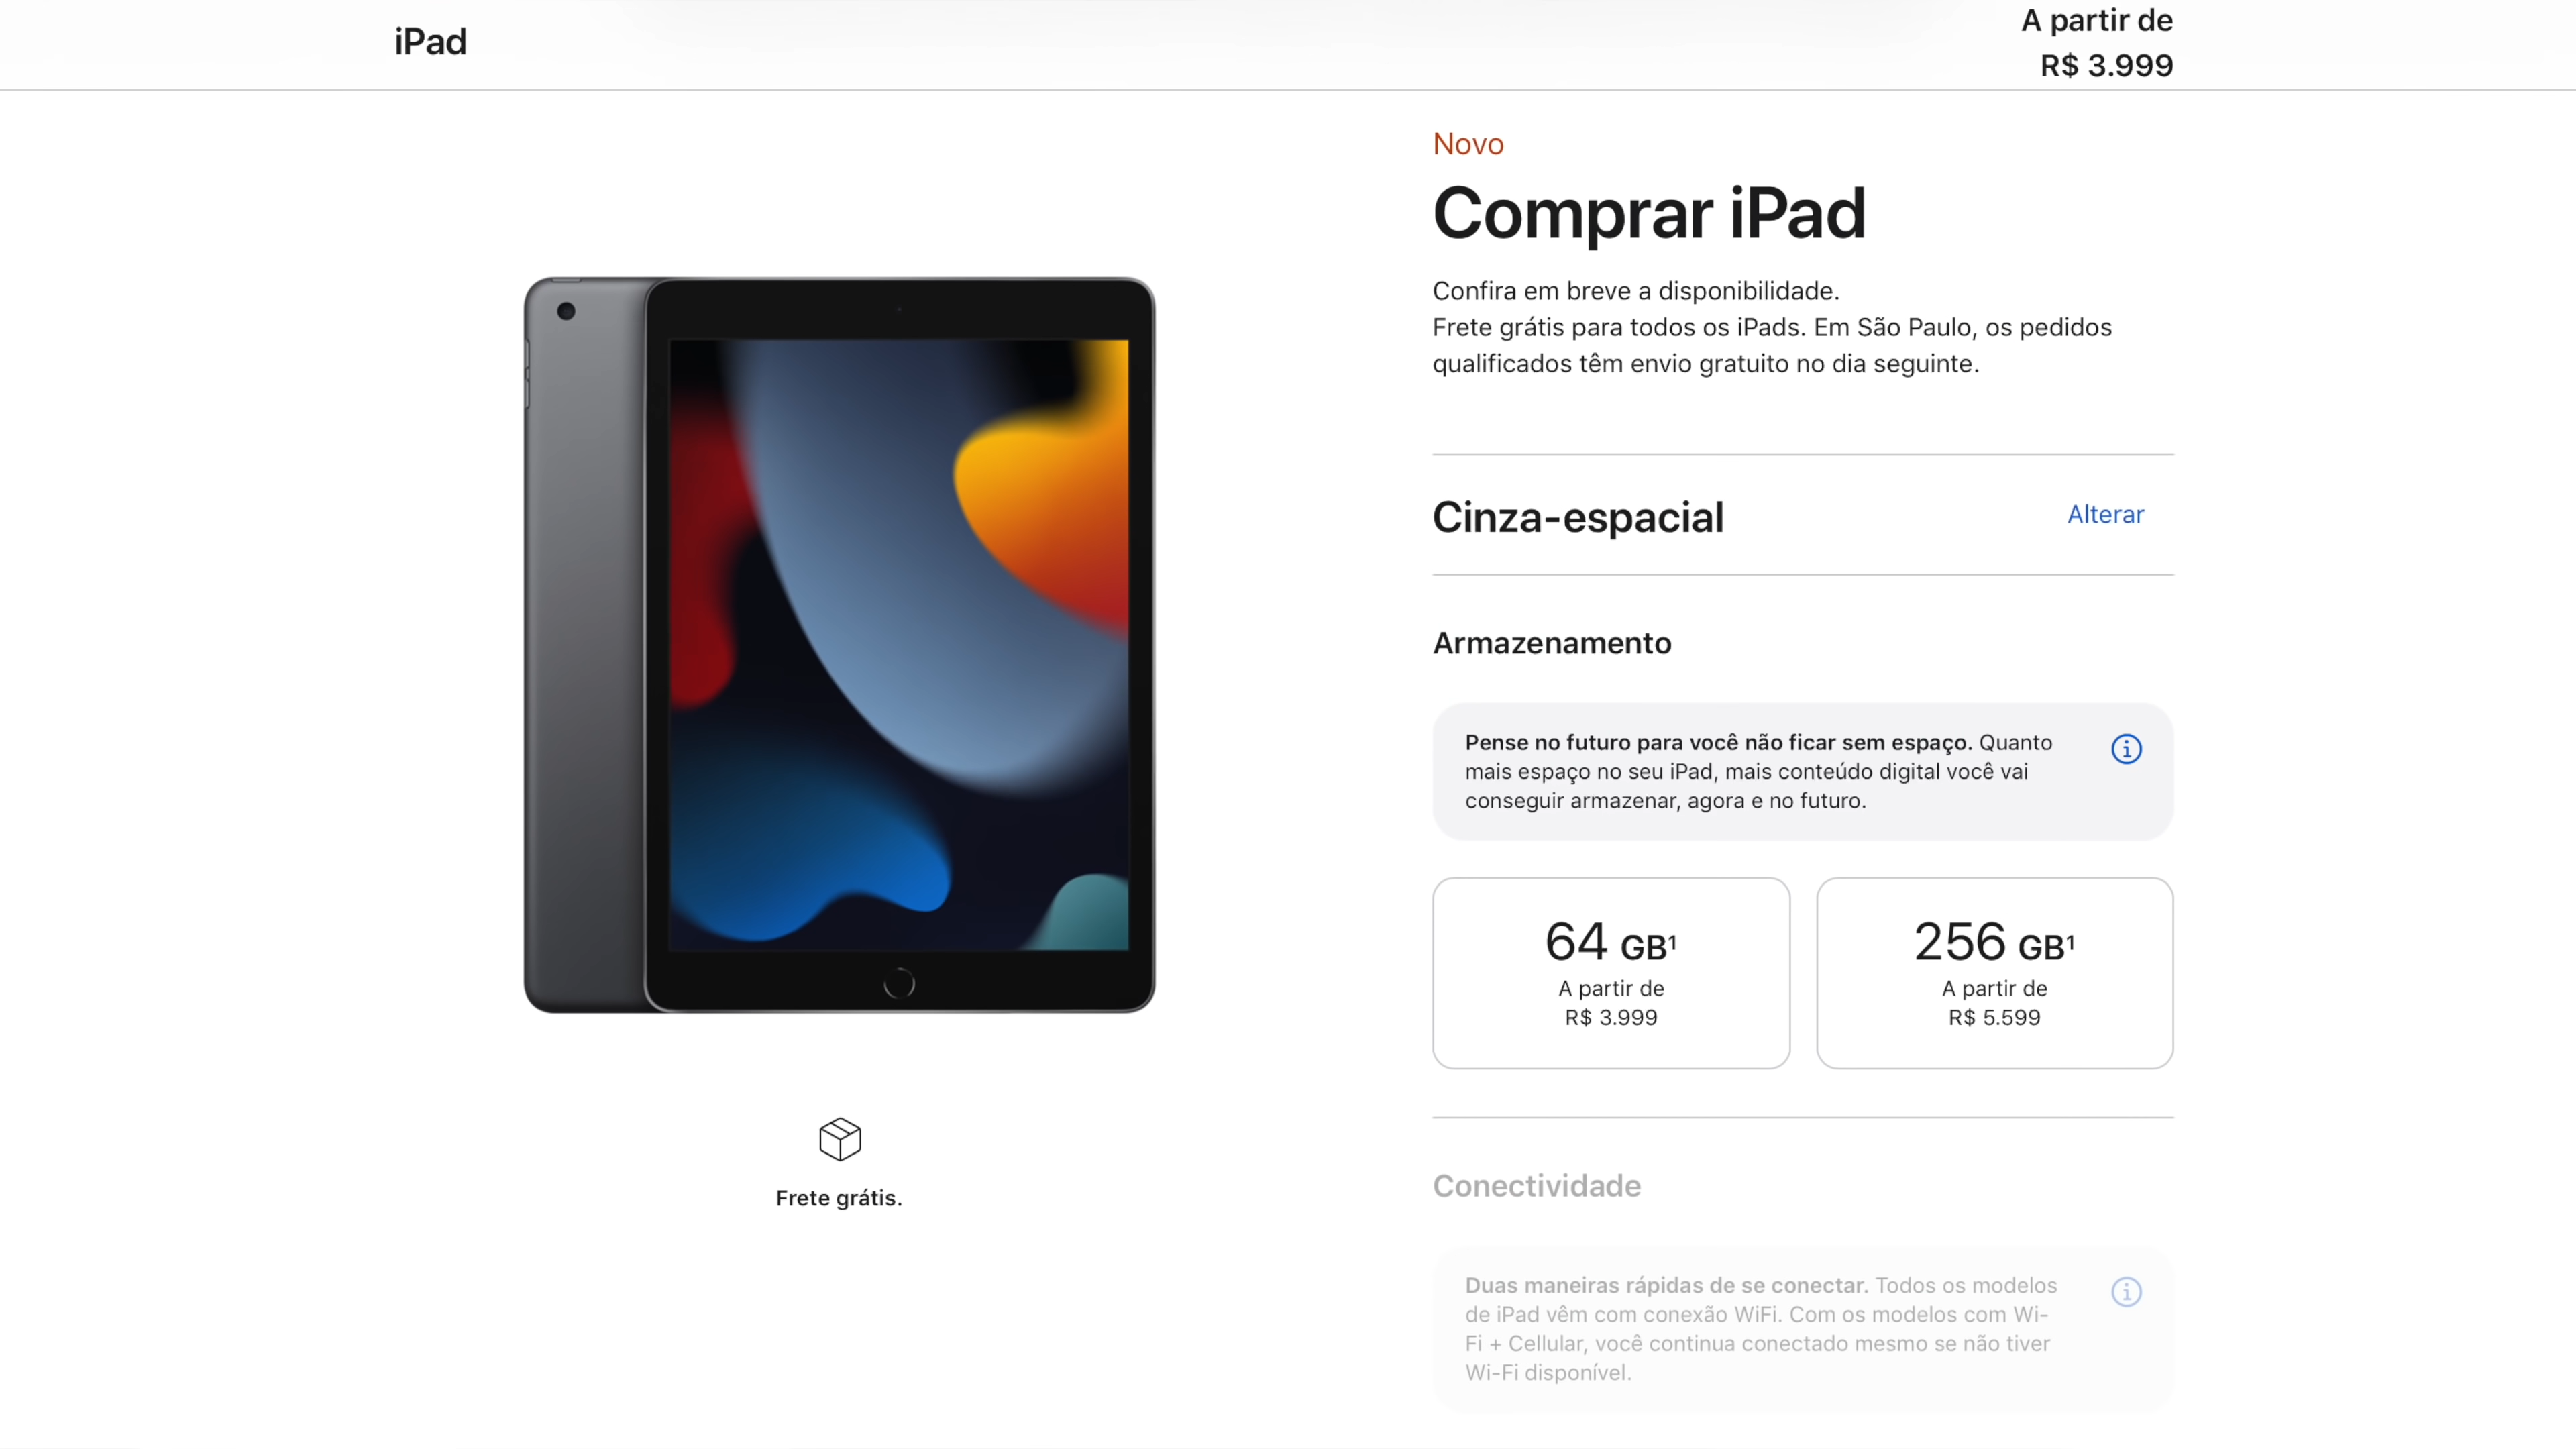 iPad
A partir de
R$ 3.999
Novo
Comprar iPad
Confira em breve a disponibilidade.
Frete grátis para todos os iPads. Em São Paulo, os pedidos
qualificados têm envio gratuito no dia seguinte.
Cinza-espacial
Alterar
Armazenamento
Pense no futuro para você não ficar sem espaço. Quanto
mais espaço no seu iPad, mais conteúdo digital você vai
conseguir armazenar, agora e no futuro.
64 GB¹
A partir de
R$ 3.999
256 GB¹
A partir de
R$ 5.599
Frete grátis.
Conectividade
Duas maneiras rápidas de se conectar. Todos os modelos
de iPad vêm com conexão WiFi. Com os modelos com Wi-
Fi + Cellular, você continua conectado mesmo se não tiver
Wi-Fi disponível.